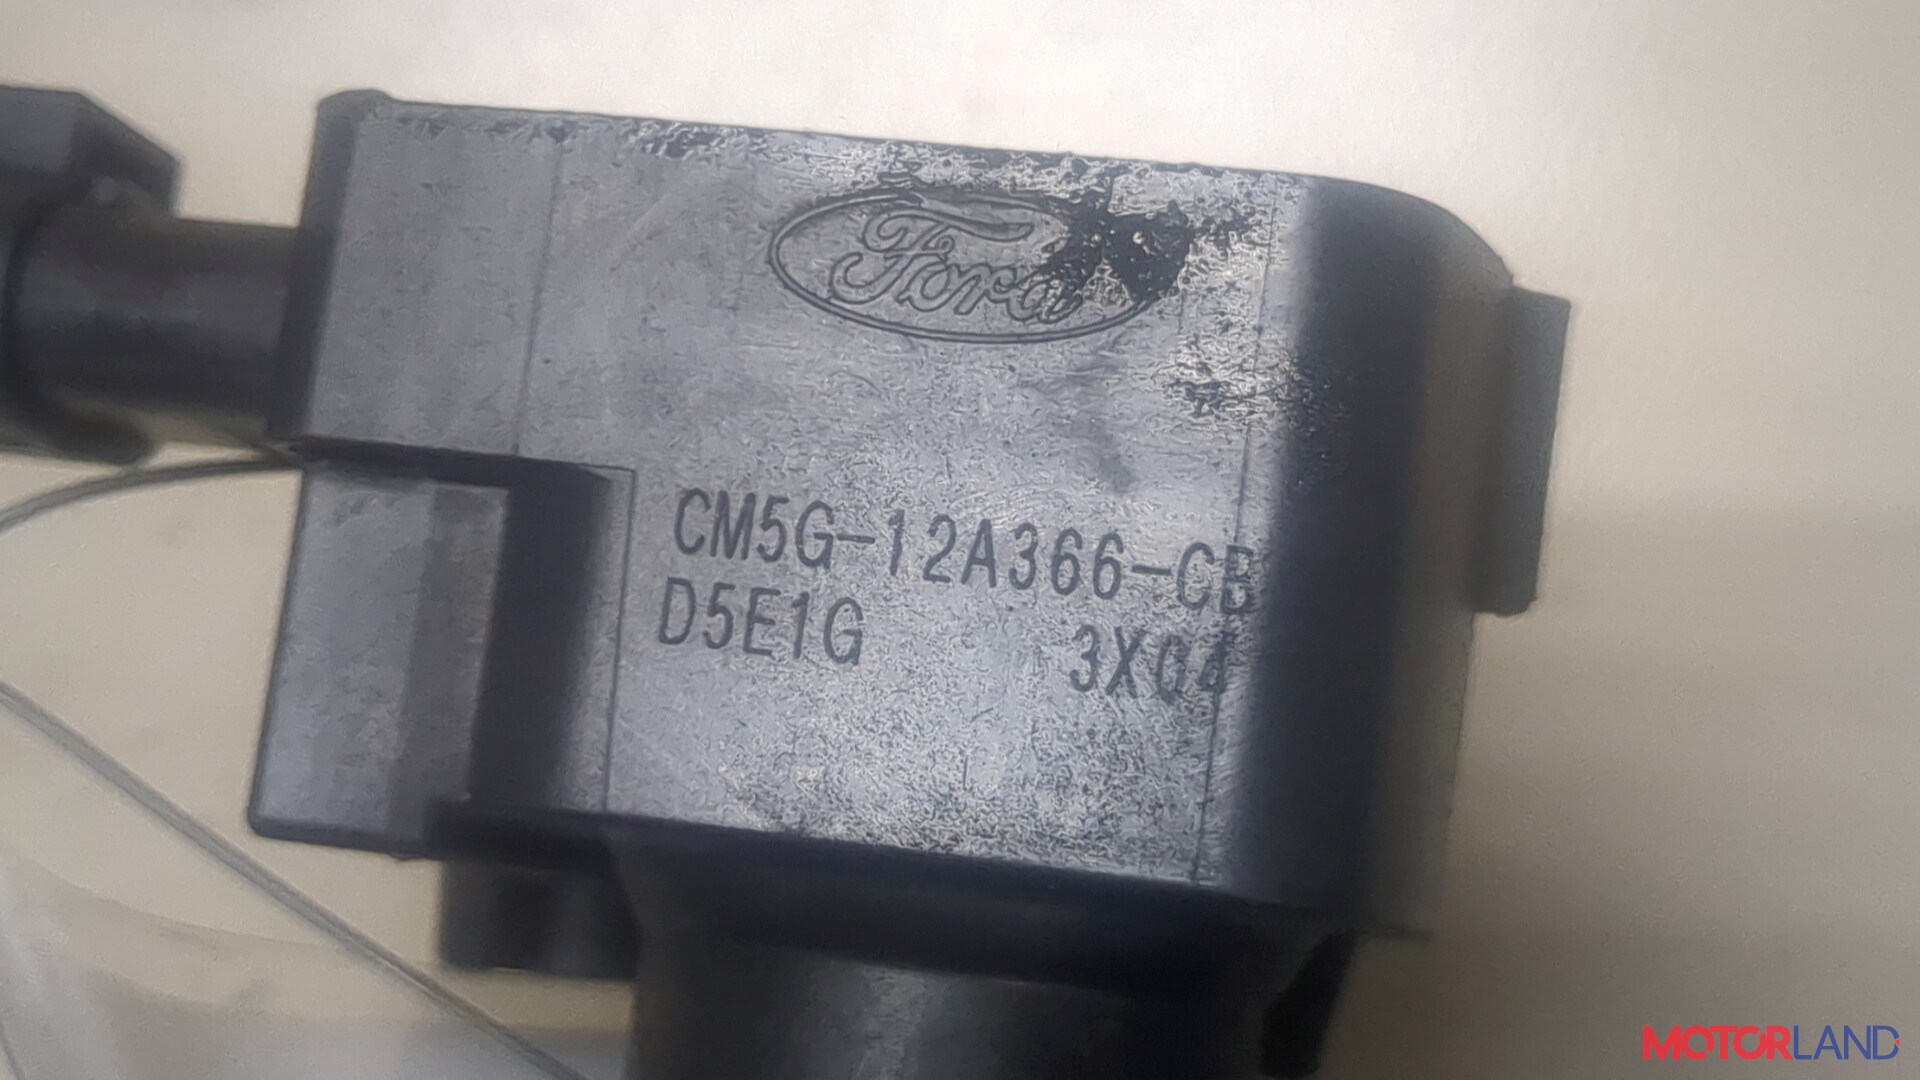 Ford
CM5G-12A366-CB
D5E1G 3X04
MOTORLAND